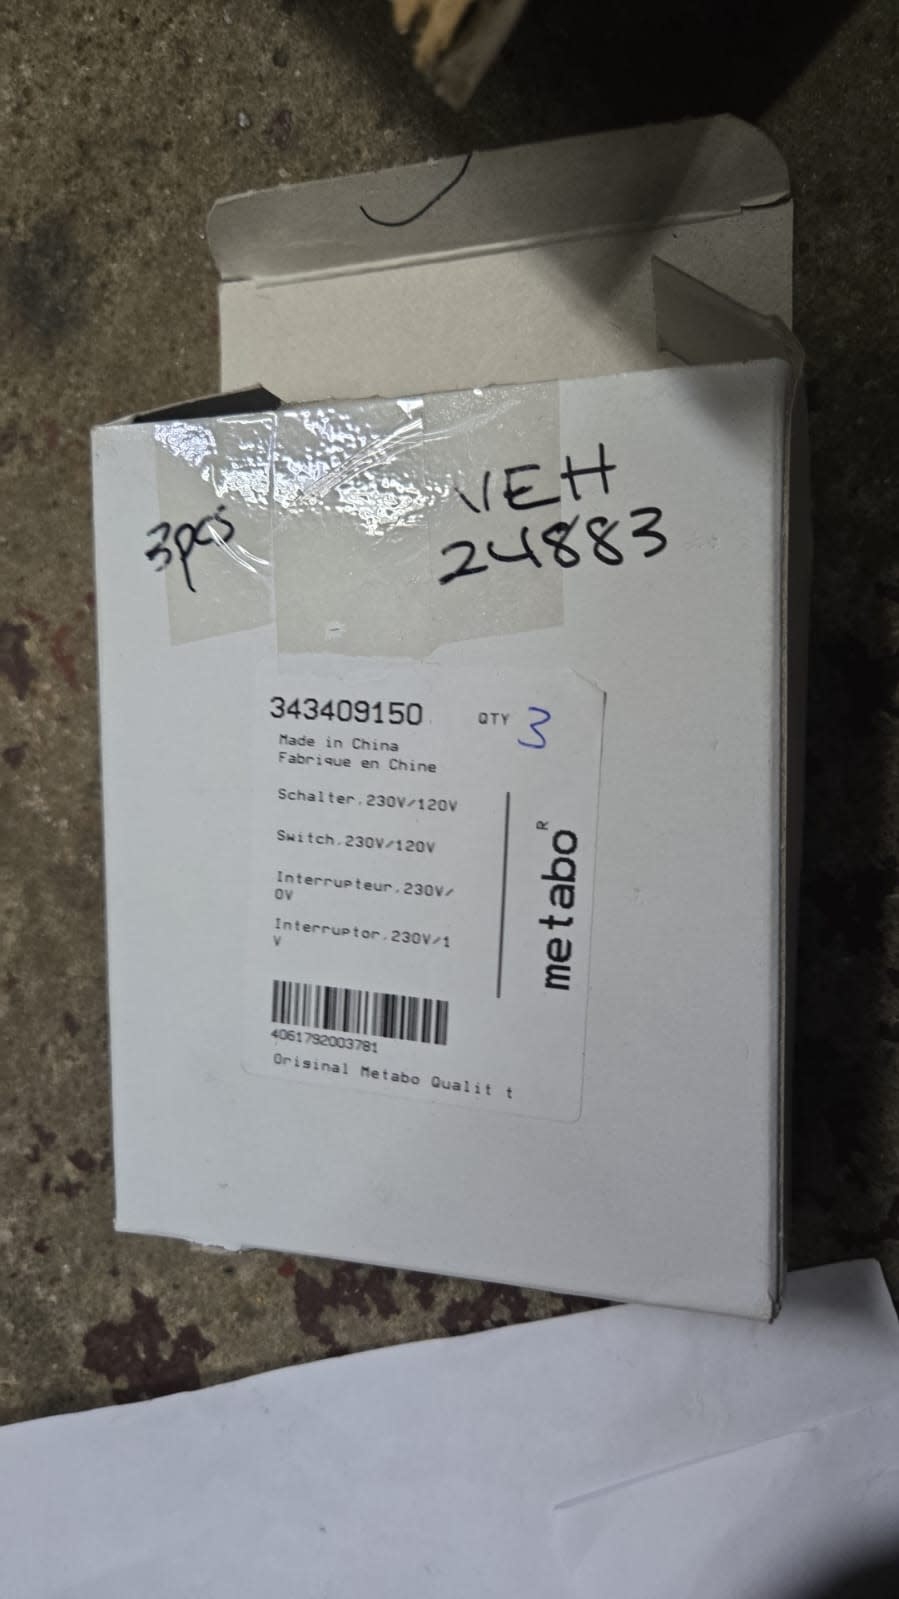 VEH
24883
3pcs
343409150 QTY 3
Made in China
Fabrique en Chine
Schalter.230V/120V
Switch.230V/120V
Interrupteur.230V/
0V
Interruptor.230V/1
V
metabo R
4061792003781
Original Metabo Qualit t